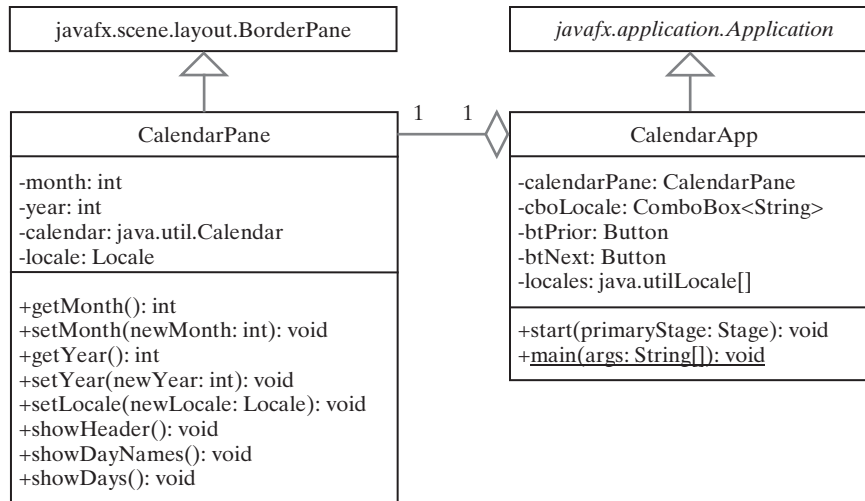 javafx.scene.layout.BorderPane
javafx.application.Application
1 1
CalendarPane
-month: int
-year: int
-calendar: java.util.Calendar
-locale: Locale
+getMonth(): int
+setMonth(newMonth: int): void
+getYear(): int
+setYear(newYear: int): void
+setLocale(newLocale: Locale): void
+showHeader(): void
+showDayNames(): void
+showDays(): void
CalendarApp
-calendarPane: CalendarPane
-cboLocale: ComboBox<String>
-btPrior: Button
-btNext: Button
-locales: java.utilLocale[]
+start(primaryStage: Stage): void
+main(args: String[]): void